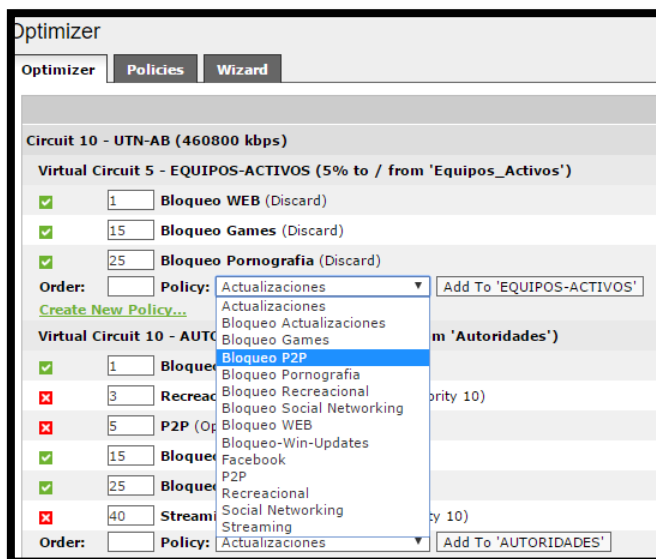 Optimizer
Optimizer Policies Wizard
Circuit 10 - UTN-AB (460800 kbps)
Virtual Circuit 5 - EQUIPOS-ACTIVOS (5% to / from 'Equipos_Activos')
1 Bloqueo WEB (Discard)
15 Bloqueo Games (Discard)
25 Bloqueo Pornografia (Discard)
Order: Policy: Actualizaciones Add To 'EQUIPOS-ACTIVOS'
Create New Policy...
Actualizaciones
Bloqueo Actualizaciones
Bloqueo Games
Bloqueo P2P
Bloqueo Pornografia
Bloqueo Recreacional
Bloqueo Social Networking
Bloqueo WEB
Bloqueo-Win-Updates
Facebook
P2P
Recreacional
Social Networking
Streaming
Virtual Circuit 10 - AUTO m 'Autoridades')
1 Bloque
3 Recrea ority 10)
5 P2P (Op
15 Bloque
25 Bloque
40 Streami ty 10)
Order: Policy: Actualizaciones Add To 'AUTORIDADES'